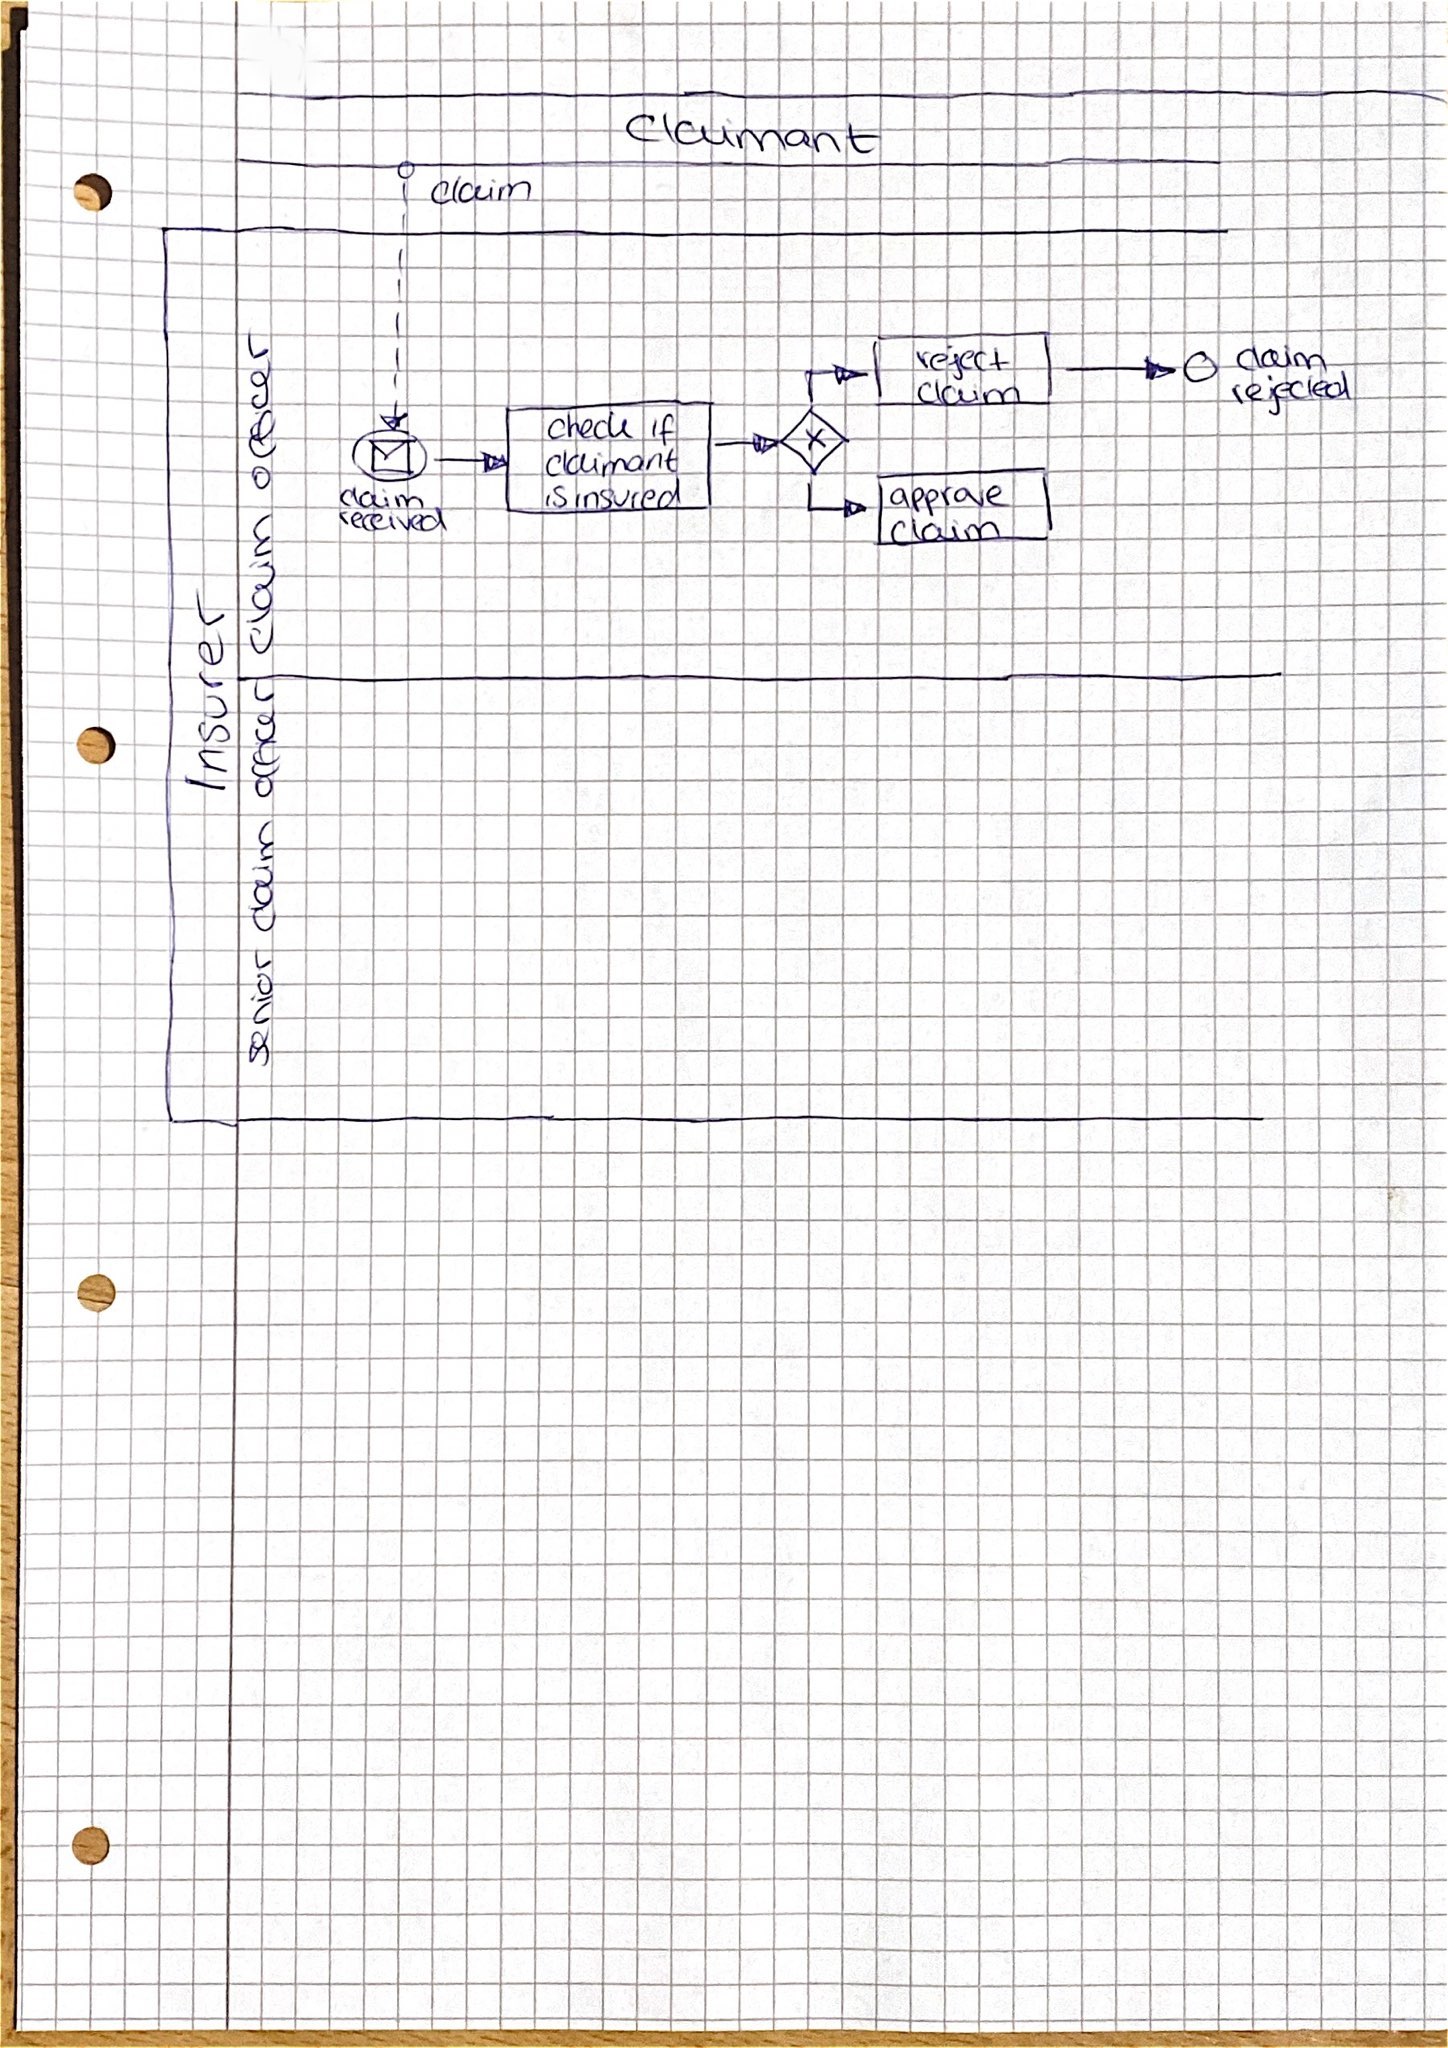 Claimant
claim
Insurer
claim officer
senior claim officer
claim
received
check if
claimant
is insured
X
reject
claim
claim
rejected
approve
claim